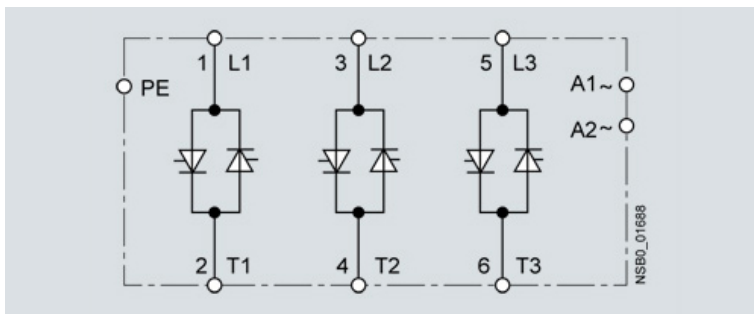 1 L1 3 L2 5 L3
PE
A1~
A2~
2 T1 4 T2 6 T3
NSB0_01688